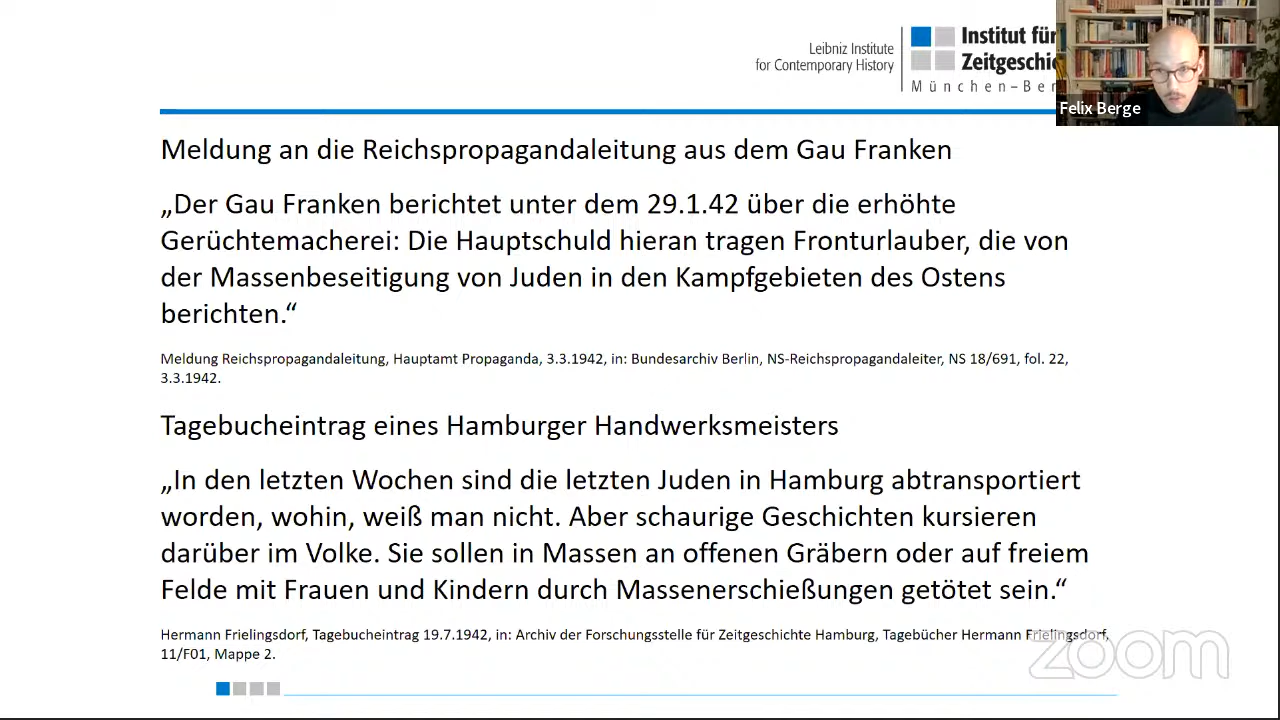 Leibniz Institute
for Contemporary History
Institut für
München – Ber
Felix Berge
Meldung an die Reichspropagandaleitung aus dem Gau Franken
„Der Gau Franken berichtet unter dem 29.1.42 über die erhöhte
Gerüchtemacherei: Die Hauptschuld hieran tragen Fronturlauber, die von
der Massenbeseitigung von Juden in den Kampfgebieten des Ostens
berichten.“
Meldung Reichspropagandaleitung, Hauptamt Propaganda, 3.3.1942, in: Bundesarchiv Berlin, NS-Reichspropagandaleiter, NS 18/691, fol. 22,
3.3.1942.
Tagebucheintrag eines Hamburger Handwerksmeisters
„In den letzten Wochen sind die letzten Juden in Hamburg abtransportiert
worden, wohin, weiß man nicht. Aber schaurige Geschichten kursieren
darüber im Volke. Sie sollen in Massen an offenen Gräbern oder auf freiem
Felde mit Frauen und Kindern durch Massenerschießungen getötet sein.“
Hermann Frielingsdorf, Tagebucheintrag 19.7.1942, in: Archiv der Forschungsstelle für Zeitgeschichte Hamburg, Tagebücher Hermann Frielingsdorf,
11/F01, Mappe 2.
zoom